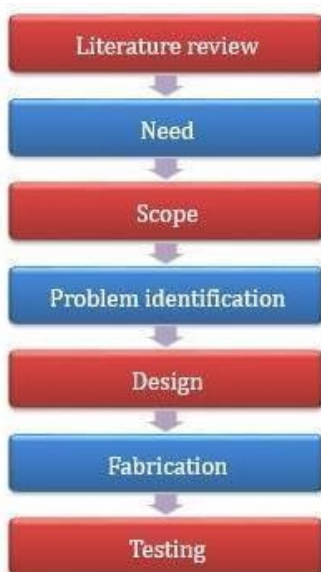 Literature review
Need
Scope
Problem identification
Design
Fabrication
Testing